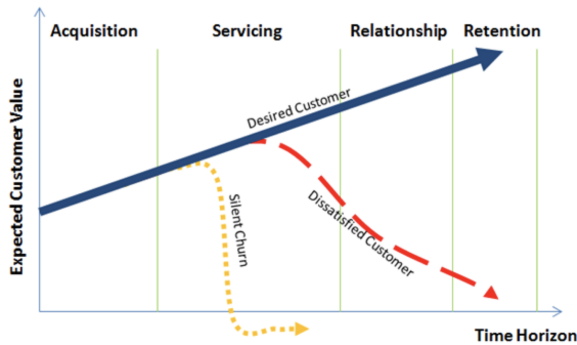 Acquisition
Servicing
Relationship
Retention
Desired Customer
Silent Churn
Dissatisfied Customer
Expected Customer Value
Time Horizon